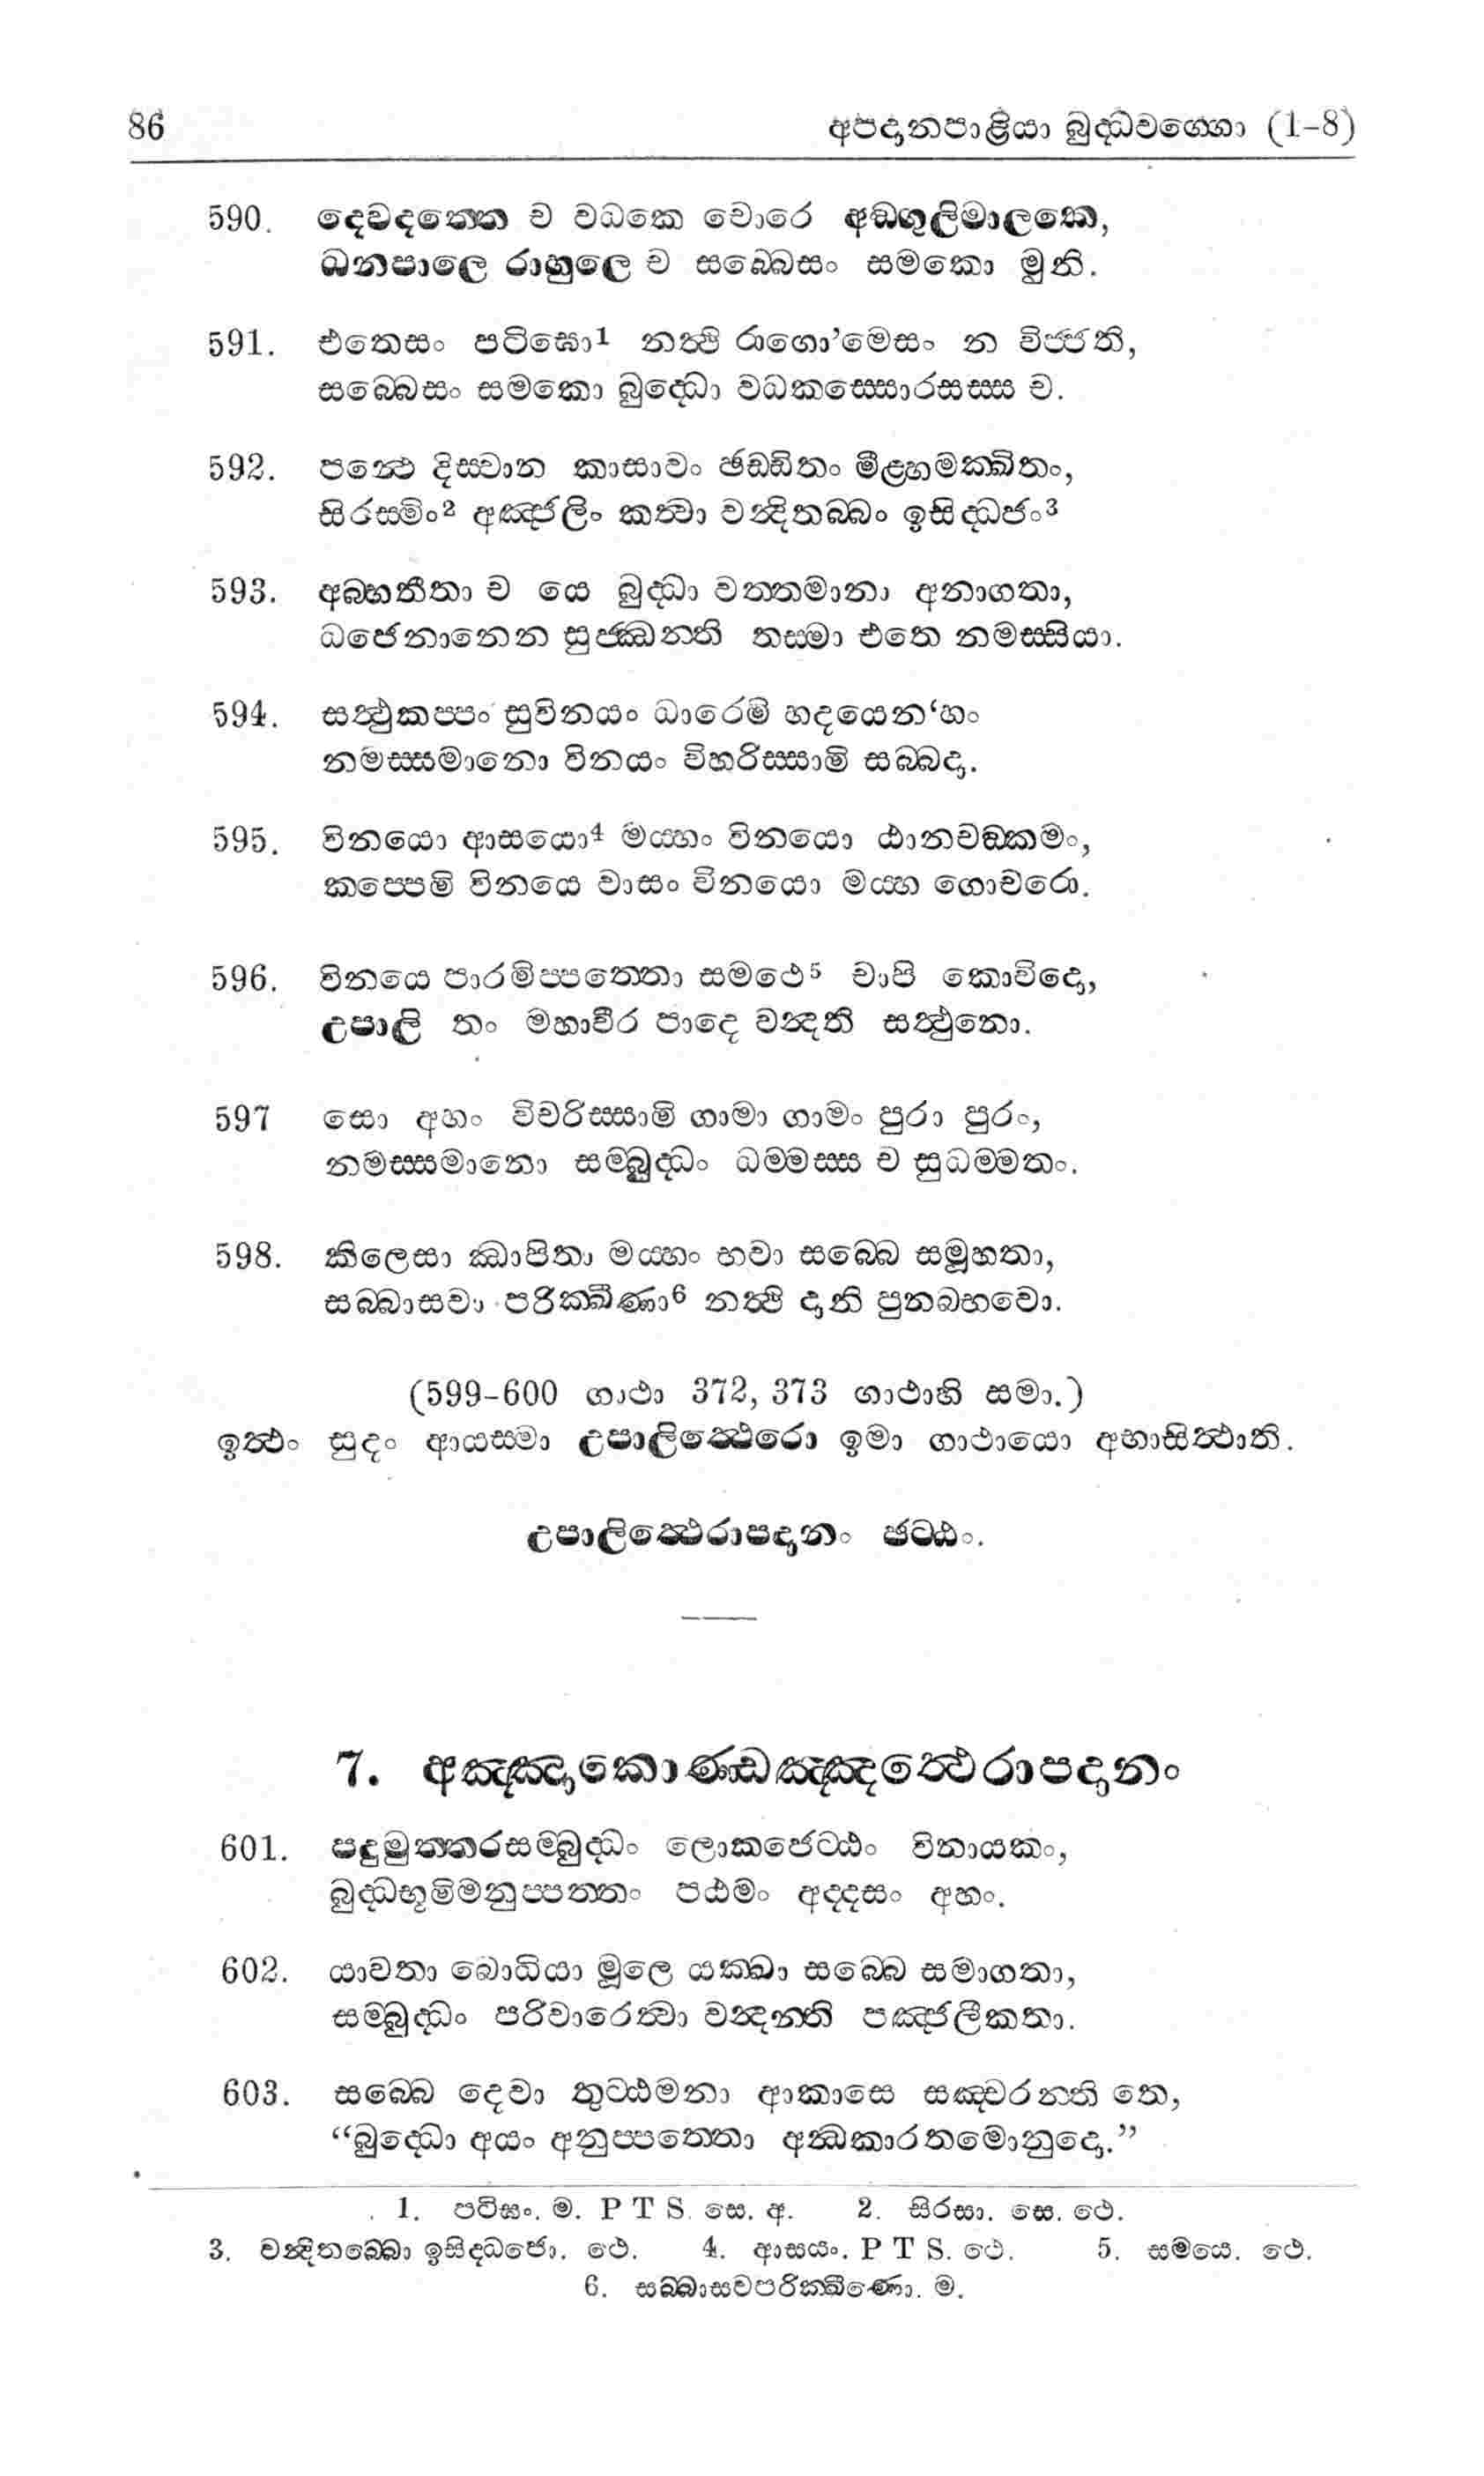 86 අපදානපාළියා බුද්ධවග්ගො (1-8)
590. දෙවදත්තෙ ච වධකෙ චොරෙ අඞ්ගුලිමාලකෙ,
ධනපාලෙ රාහුලෙ ච සබ්බෙසං සමකො මුනි.
591. එතෙසං පටිඝො1 නත්ථි රාගො’මෙසං න විජ්ජති,
සබ්බෙසං සමකො බුද්ධො වධකස්සොරසස්ස ච.
592. පන්ථෙ දිස්වාන කාසාවං ඡඩ්ඩිතං මීළ්හමක්ඛිතං,
සිරස්මිං2 අඤ්ජලිං කත්වා වන්දිතබ්බං ඉසිද්ධජං3
593. අබ්භතීතා ච යෙ බුද්ධා වත්තමානා අනාගතා,
ධජෙනානෙන සුජ්ඣන්ති තස්මා එතෙ නමස්සියා.
594. සත්ථුකප්පං සුවිනයං ධාරෙමි හදයෙන‘හං
නමස්සමානො විනයං විහරිස්සාමි සබ්බදා.
595. විනයො ආසයො4 මය්හං විනයො ඨානචඞ්කමං,
කප්පෙමි විනයෙ වාසං විනයො මය්හ ගොචරො.
596. විනයෙ පාරමිප්පත්තො සමථෙ5 චාපි කොවිදො,
උපාලි තං මහාවීර පාදෙ වන්දති සත්ථුනො.
597 සො අහං විචරිස්සාමි ගාමා ගාමං පුරා පුරං,
නමස්සමානො සම්බුද්ධං ධම්මස්ස ච සුධම්මතං.
598. කිලෙසා ඣාපිතා මය්හං භවා සබ්බෙ සමූහතා,
සබ්බාසවා පරික්ඛීණා6 නත්ථි දානි පුනබ්භවො.
(599-600 ගාථා 372, 373 ගාථාහි සමා.)
ඉත්ථං සුදං ආයස්මා උපාලිත්ථෙරො ඉමා ගාථායො අභාසිත්ථාති.
උපාලිත්ථෙරාපදානං ඡට්ඨං.
7. අඤ්ඤාකොණ්ඩඤ්ඤත්ථෙරාපදානං
601. පදුමුත්තරසම්බුද්ධං ලොකජෙට්ඨං විනායකං,
බුද්ධභූමිමනුප්පත්තං පඨමං අද්දසං අහං.
602. යාවතා බොධියා මූලෙ යක්ඛා සබ්බෙ සමාගතා,
සම්බුද්ධං පරිවාරෙත්වා වන්දන්ති පඤ්ජලීකතා.
603. සබ්බෙ දෙවා තුට්ඨමනා ආකාසෙ සඤ්චරන්ති තෙ,
“බුද්ධො අයං අනුප්පත්තො අන්ධකාරතමොනුදො.”
1. පටිඝං. ම. P T S. සෙ. අ. 2. සිරසා. සෙ. ථෙ.
3. වන්දිතබ්බො ඉසිද්ධජො. ථෙ. 4. ආසයං. P T S. ථෙ. 5. සමයෙ. ථෙ.
6. සබ්බාසවපරික්ඛීණො. ම.